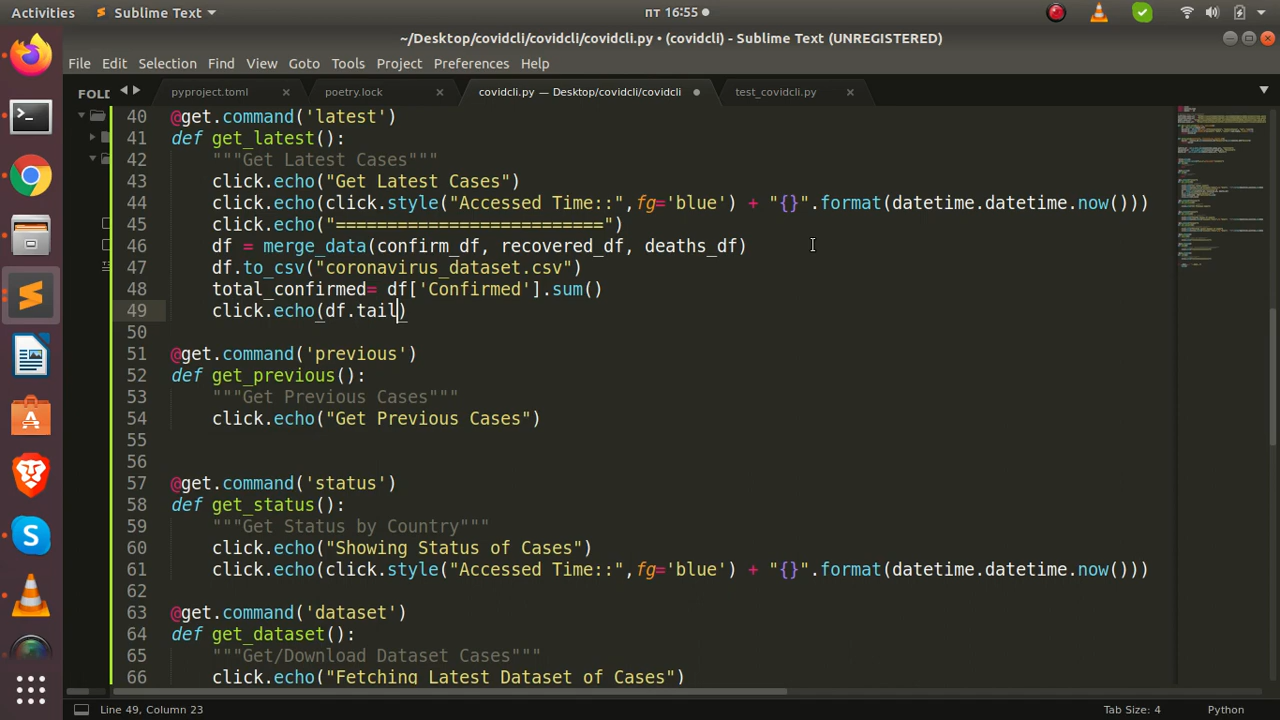 Activities
Sublime Text
пт 16:55
~/Desktop/covidcli/covidcli/covidcli.py • (covidcli) - Sublime Text (UNREGISTERED)
File Edit Selection Find View Goto Tools Project Preferences Help
FOLD
pyproject.toml
poetry.lock
covidcli.py — Desktop/covidcli/covidcli
test_covidcli.py
40 @get.command('latest')
41 def get_latest():
42 """Get Latest Cases"""
43 click.echo("Get Latest Cases")
44 click.echo(click.style("Accessed Time::",fg='blue') + "{}".format(datetime.datetime.now()))
45 click.echo("==========================")
46 df = merge_data(confirm_df, recovered_df, deaths_df)
47 df.to_csv("coronavirus_dataset.csv")
48 total_confirmed= df['Confirmed'].sum()
49 click.echo(df.tail)
50
51 @get.command('previous')
52 def get_previous():
53 """Get Previous Cases"""
54 click.echo("Get Previous Cases")
55
56
57 @get.command('status')
58 def get_status():
59 """Get Status by Country"""
60 click.echo("Showing Status of Cases")
61 click.echo(click.style("Accessed Time::",fg='blue') + "{}".format(datetime.datetime.now()))
62
63 @get.command('dataset')
64 def get_dataset():
65 """Get/Download Dataset Cases"""
66 click.echo("Fetching Latest Dataset of Cases")
Line 49, Column 23
Tab Size: 4
Python